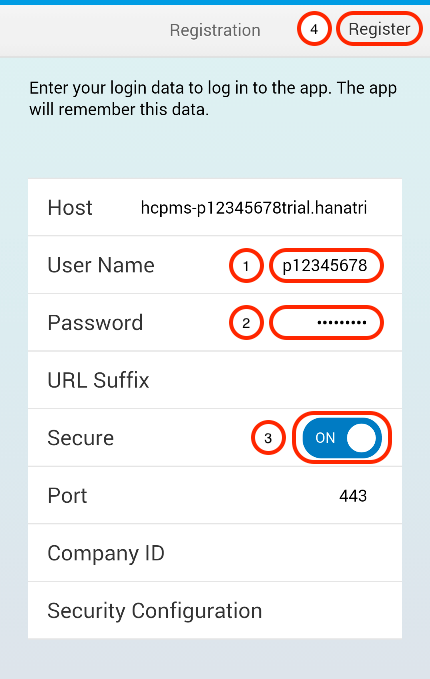 Registration 4 Register
Enter your login data to log in to the app. The app
will remember this data.
Host hcpms-p12345678trial.hanatri
User Name 1 p12345678
Password 2 •••••••••
URL Suffix
Secure 3 ON
Port 443
Company ID
Security Configuration